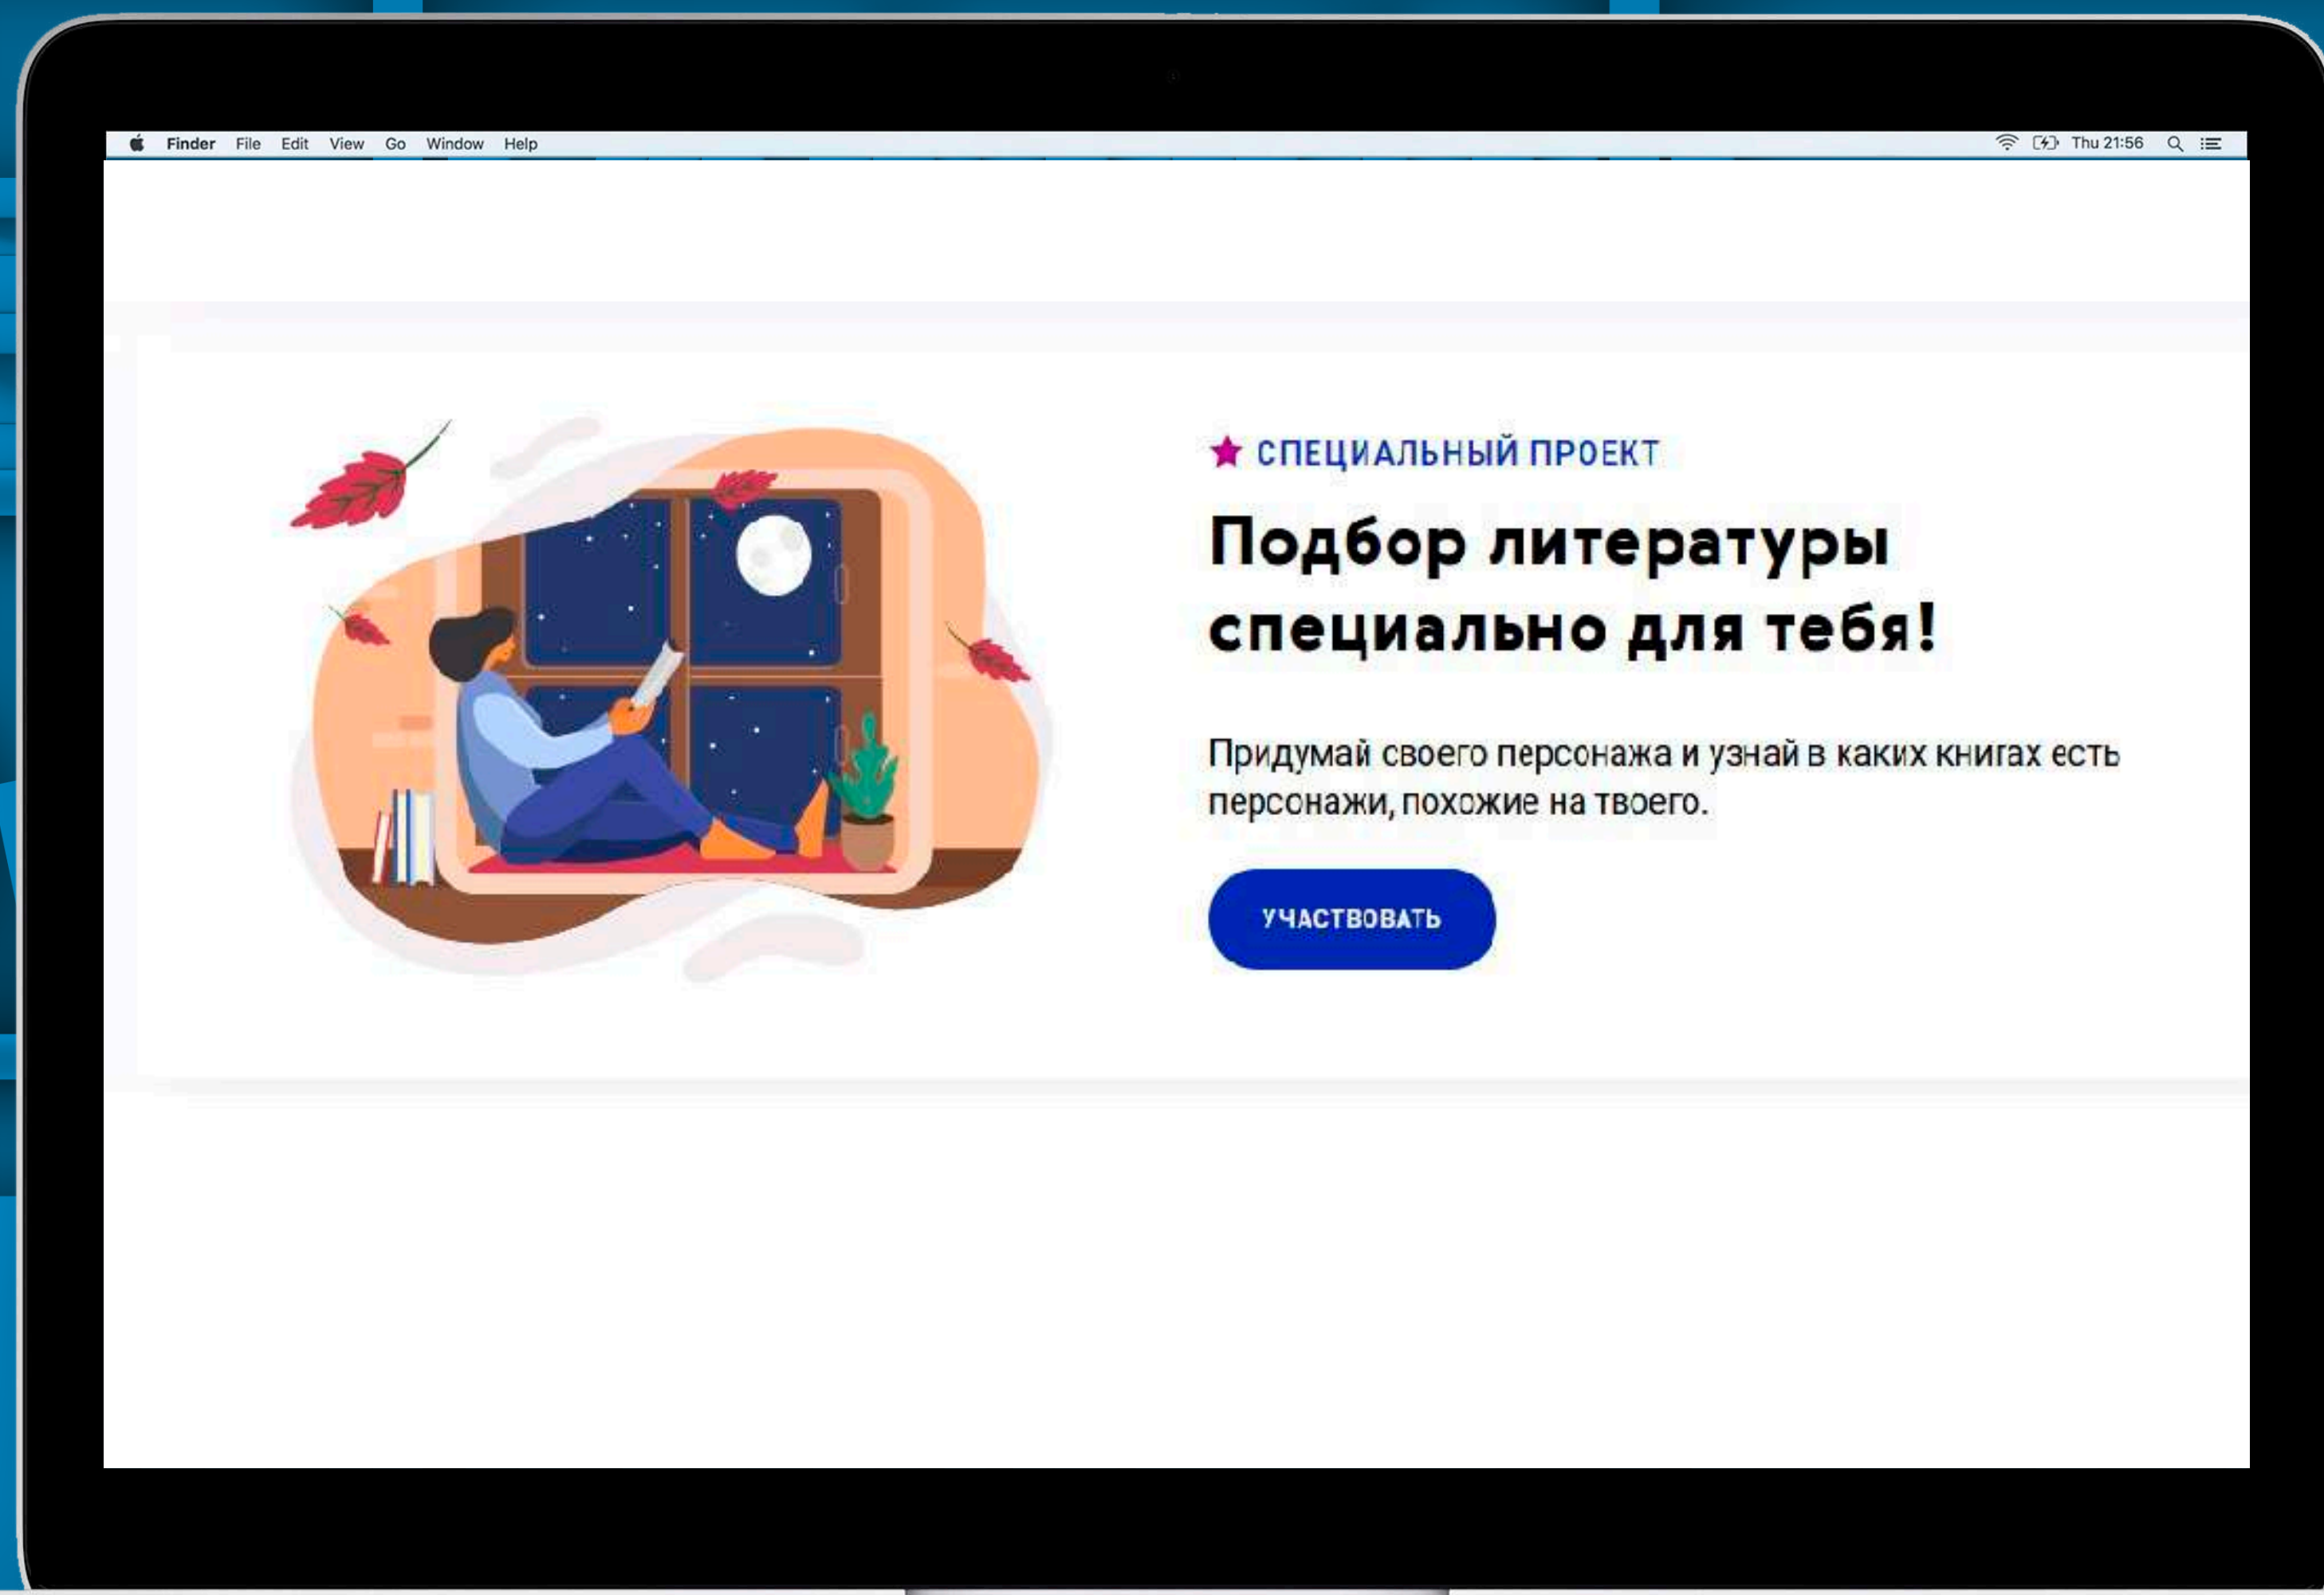 Finder File Edit View Go Window Help Thu 21:56
СПЕЦИАЛЬНЫЙ ПРОЕКТ
Подбор литературы
специально для тебя!
Придумай своего персонажа и узнай в каких книгах есть
персонажи, похожие на твоего.
УЧАСТВОВАТЬ